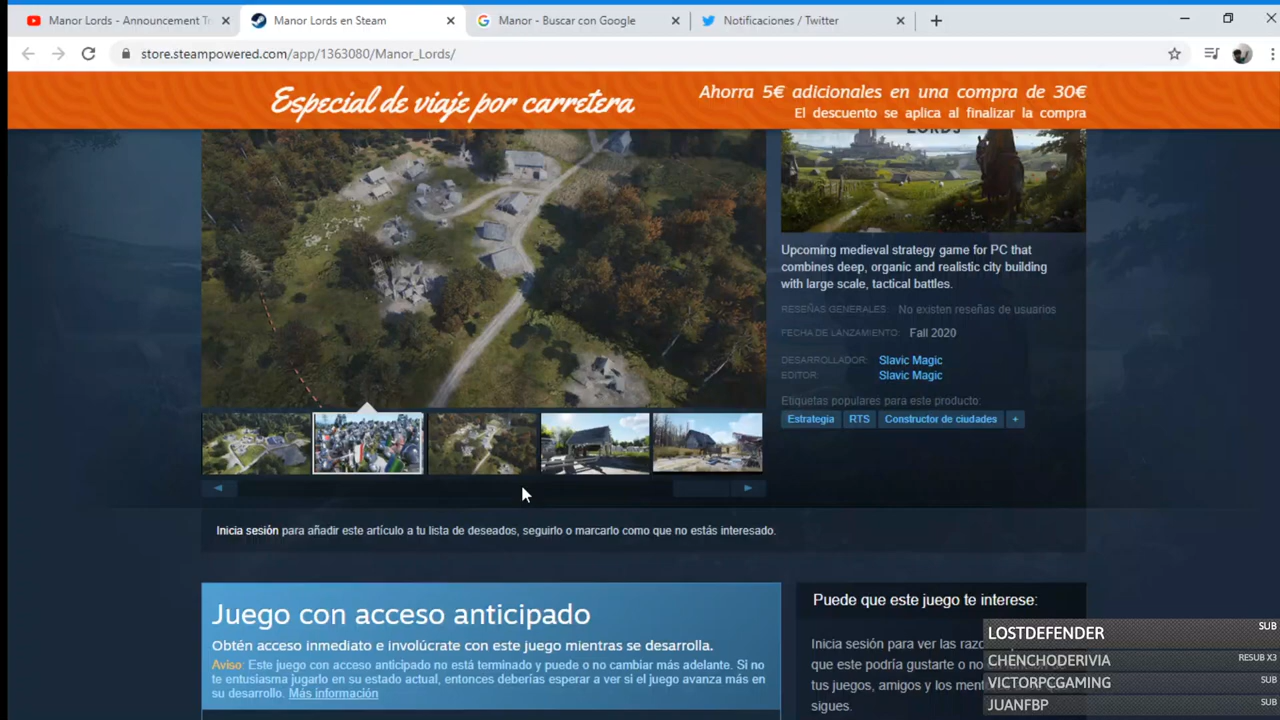 Manor Lords - Announcement Tr
Manor Lords en Steam
Manor - Buscar con Google
Notificaciones / Twitter
store.steampowered.com/app/1363080/Manor_Lords/
Especial de viaje por carretera
Ahorra 5€ adicionales en una compra de 30€
El descuento se aplica al finalizar la compra
LORDS
Upcoming medieval strategy game for PC that
combines deep, organic and realistic city building
with large scale, tactical battles.
RESEÑAS GENERALES: No existen reseñas de usuarios
FECHA DE LANZAMIENTO: Fall 2020
DESARROLLADOR: Slavic Magic
EDITOR: Slavic Magic
Etiquetas populares para este producto:
Estrategia RTS Constructor de ciudades +
Inicia sesión para añadir este artículo a tu lista de deseados, seguirlo o marcarlo como que no estás interesado.
Juego con acceso anticipado
Obtén acceso inmediato e involúcrate con este juego mientras se desarrolla.
Aviso: Este juego con acceso anticipado no está terminado y puede o no cambiar más adelante. Si no
te entusiasma jugarlo en su estado actual, entonces deberías esperar a ver si el juego avanza más en
su desarrollo. Más información
Puede que este juego te interese:
Inicia sesión para ver las razo
que este podría gustarte o no
tus juegos, amigos y los men
sigues.
LOSTDEFENDER SUB
CHENCHODERIVIA RESUB X3
VICTORPCGAMING SUB
JUANFBP SUB